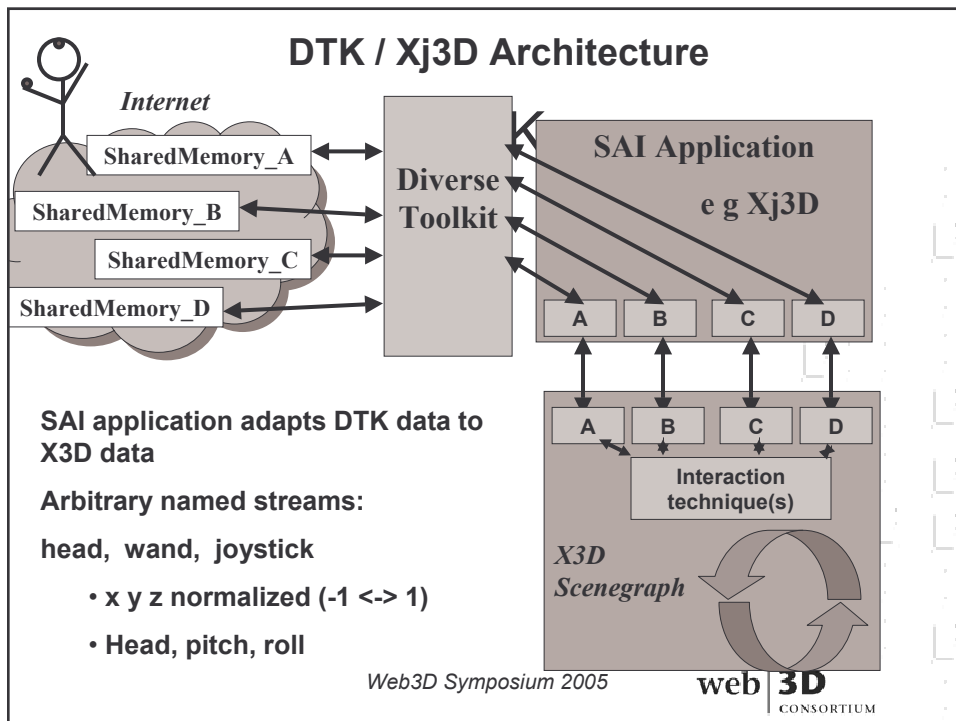 DTK / Xj3D Architecture
Internet
K
SharedMemory_A
SharedMemory_B
SharedMemory_C
SharedMemory_D
Diverse
Toolkit
SAI Application
e g Xj3D
A B C D
A B C D
Interaction
technique(s)
X3D
Scenegraph
SAI application adapts DTK data to
X3D data
Arbitrary named streams:
head, wand, joystick
• x y z normalized (-1 <-> 1)
• Head, pitch, roll
Web3D Symposium 2005
web 3D
CONSORTIUM